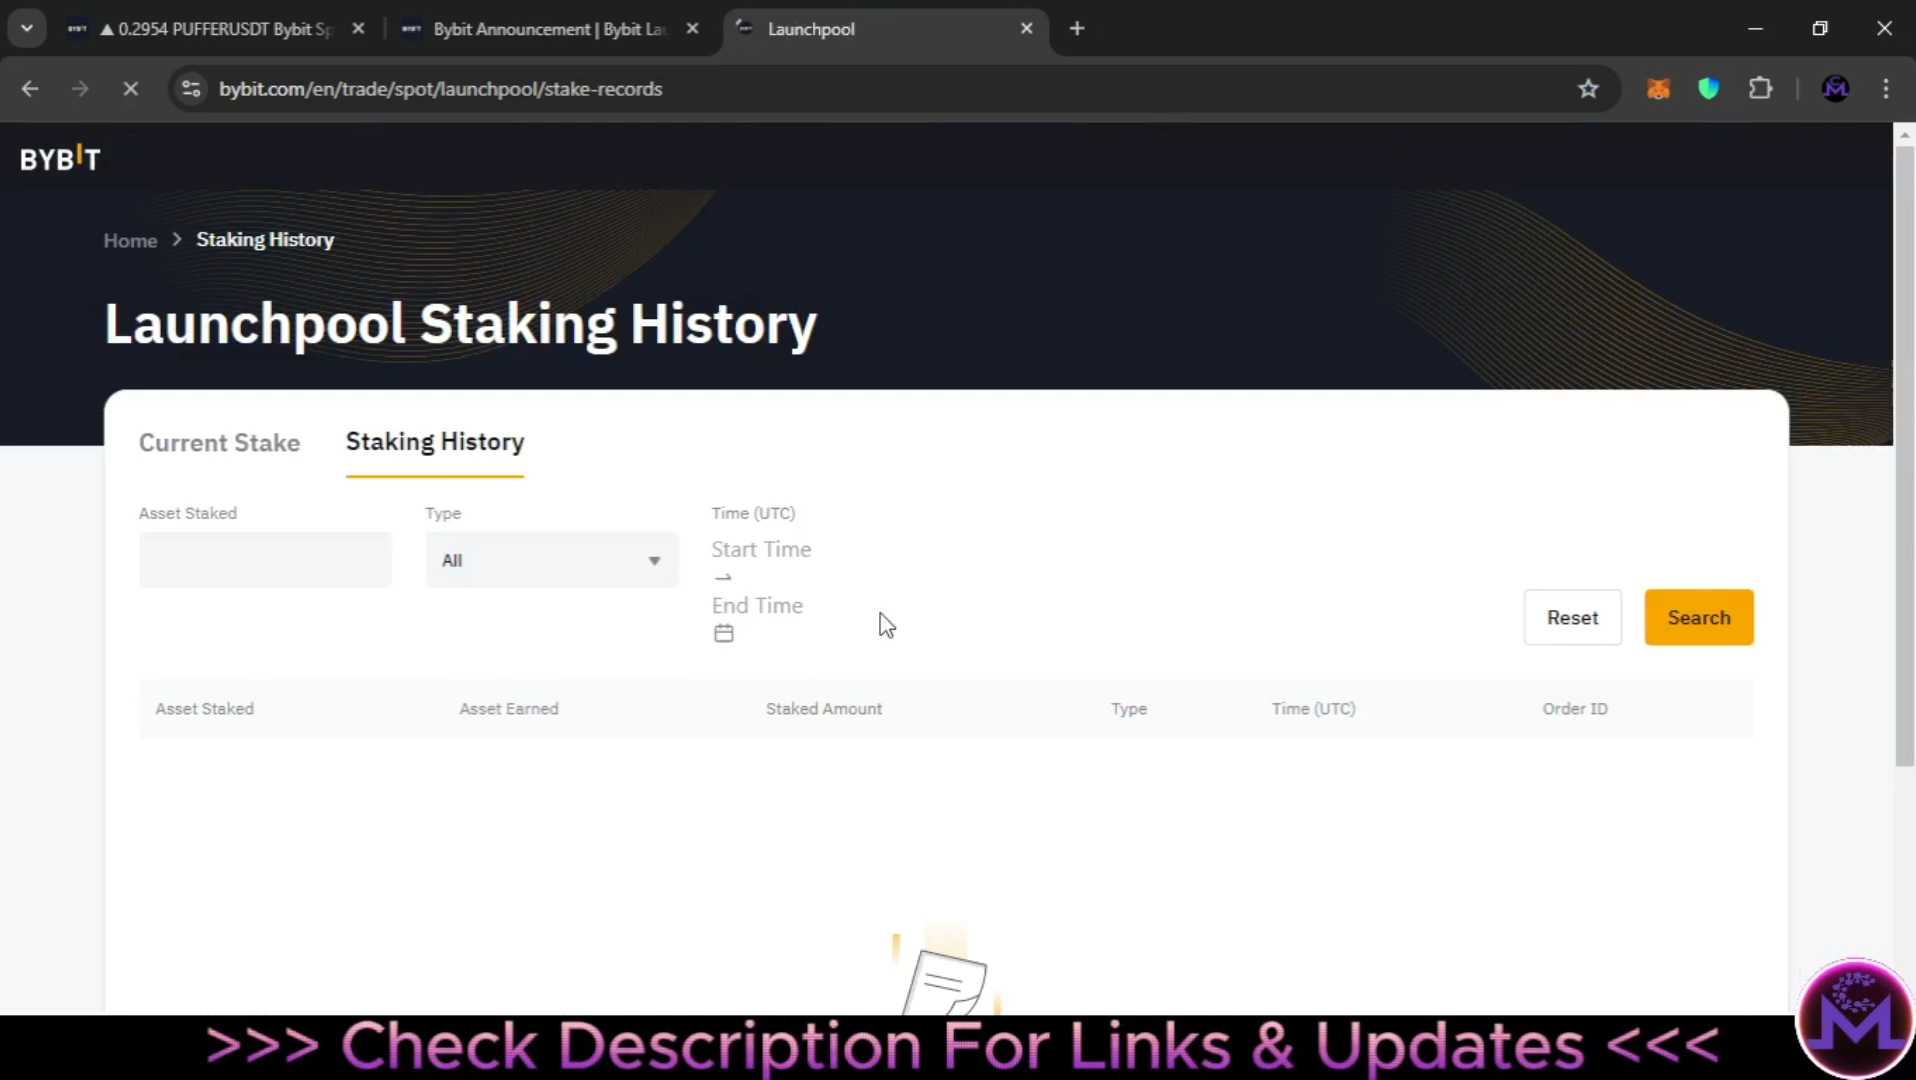 0.2954 PUFFERUSDT Bybit Sp
Bybit Announcement | Bybit Lau
Launchpool
bybit.com/en/trade/spot/launchpool/stake-records
BYBIT
Home > Staking History
Launchpool Staking History
Current Stake
Staking History
Asset Staked
Type
Time (UTC)
All
Start Time
End Time
Reset
Search
Asset Staked
Asset Earned
Staked Amount
Type
Time (UTC)
Order ID
>>> Check Description For Links & Updates <<<